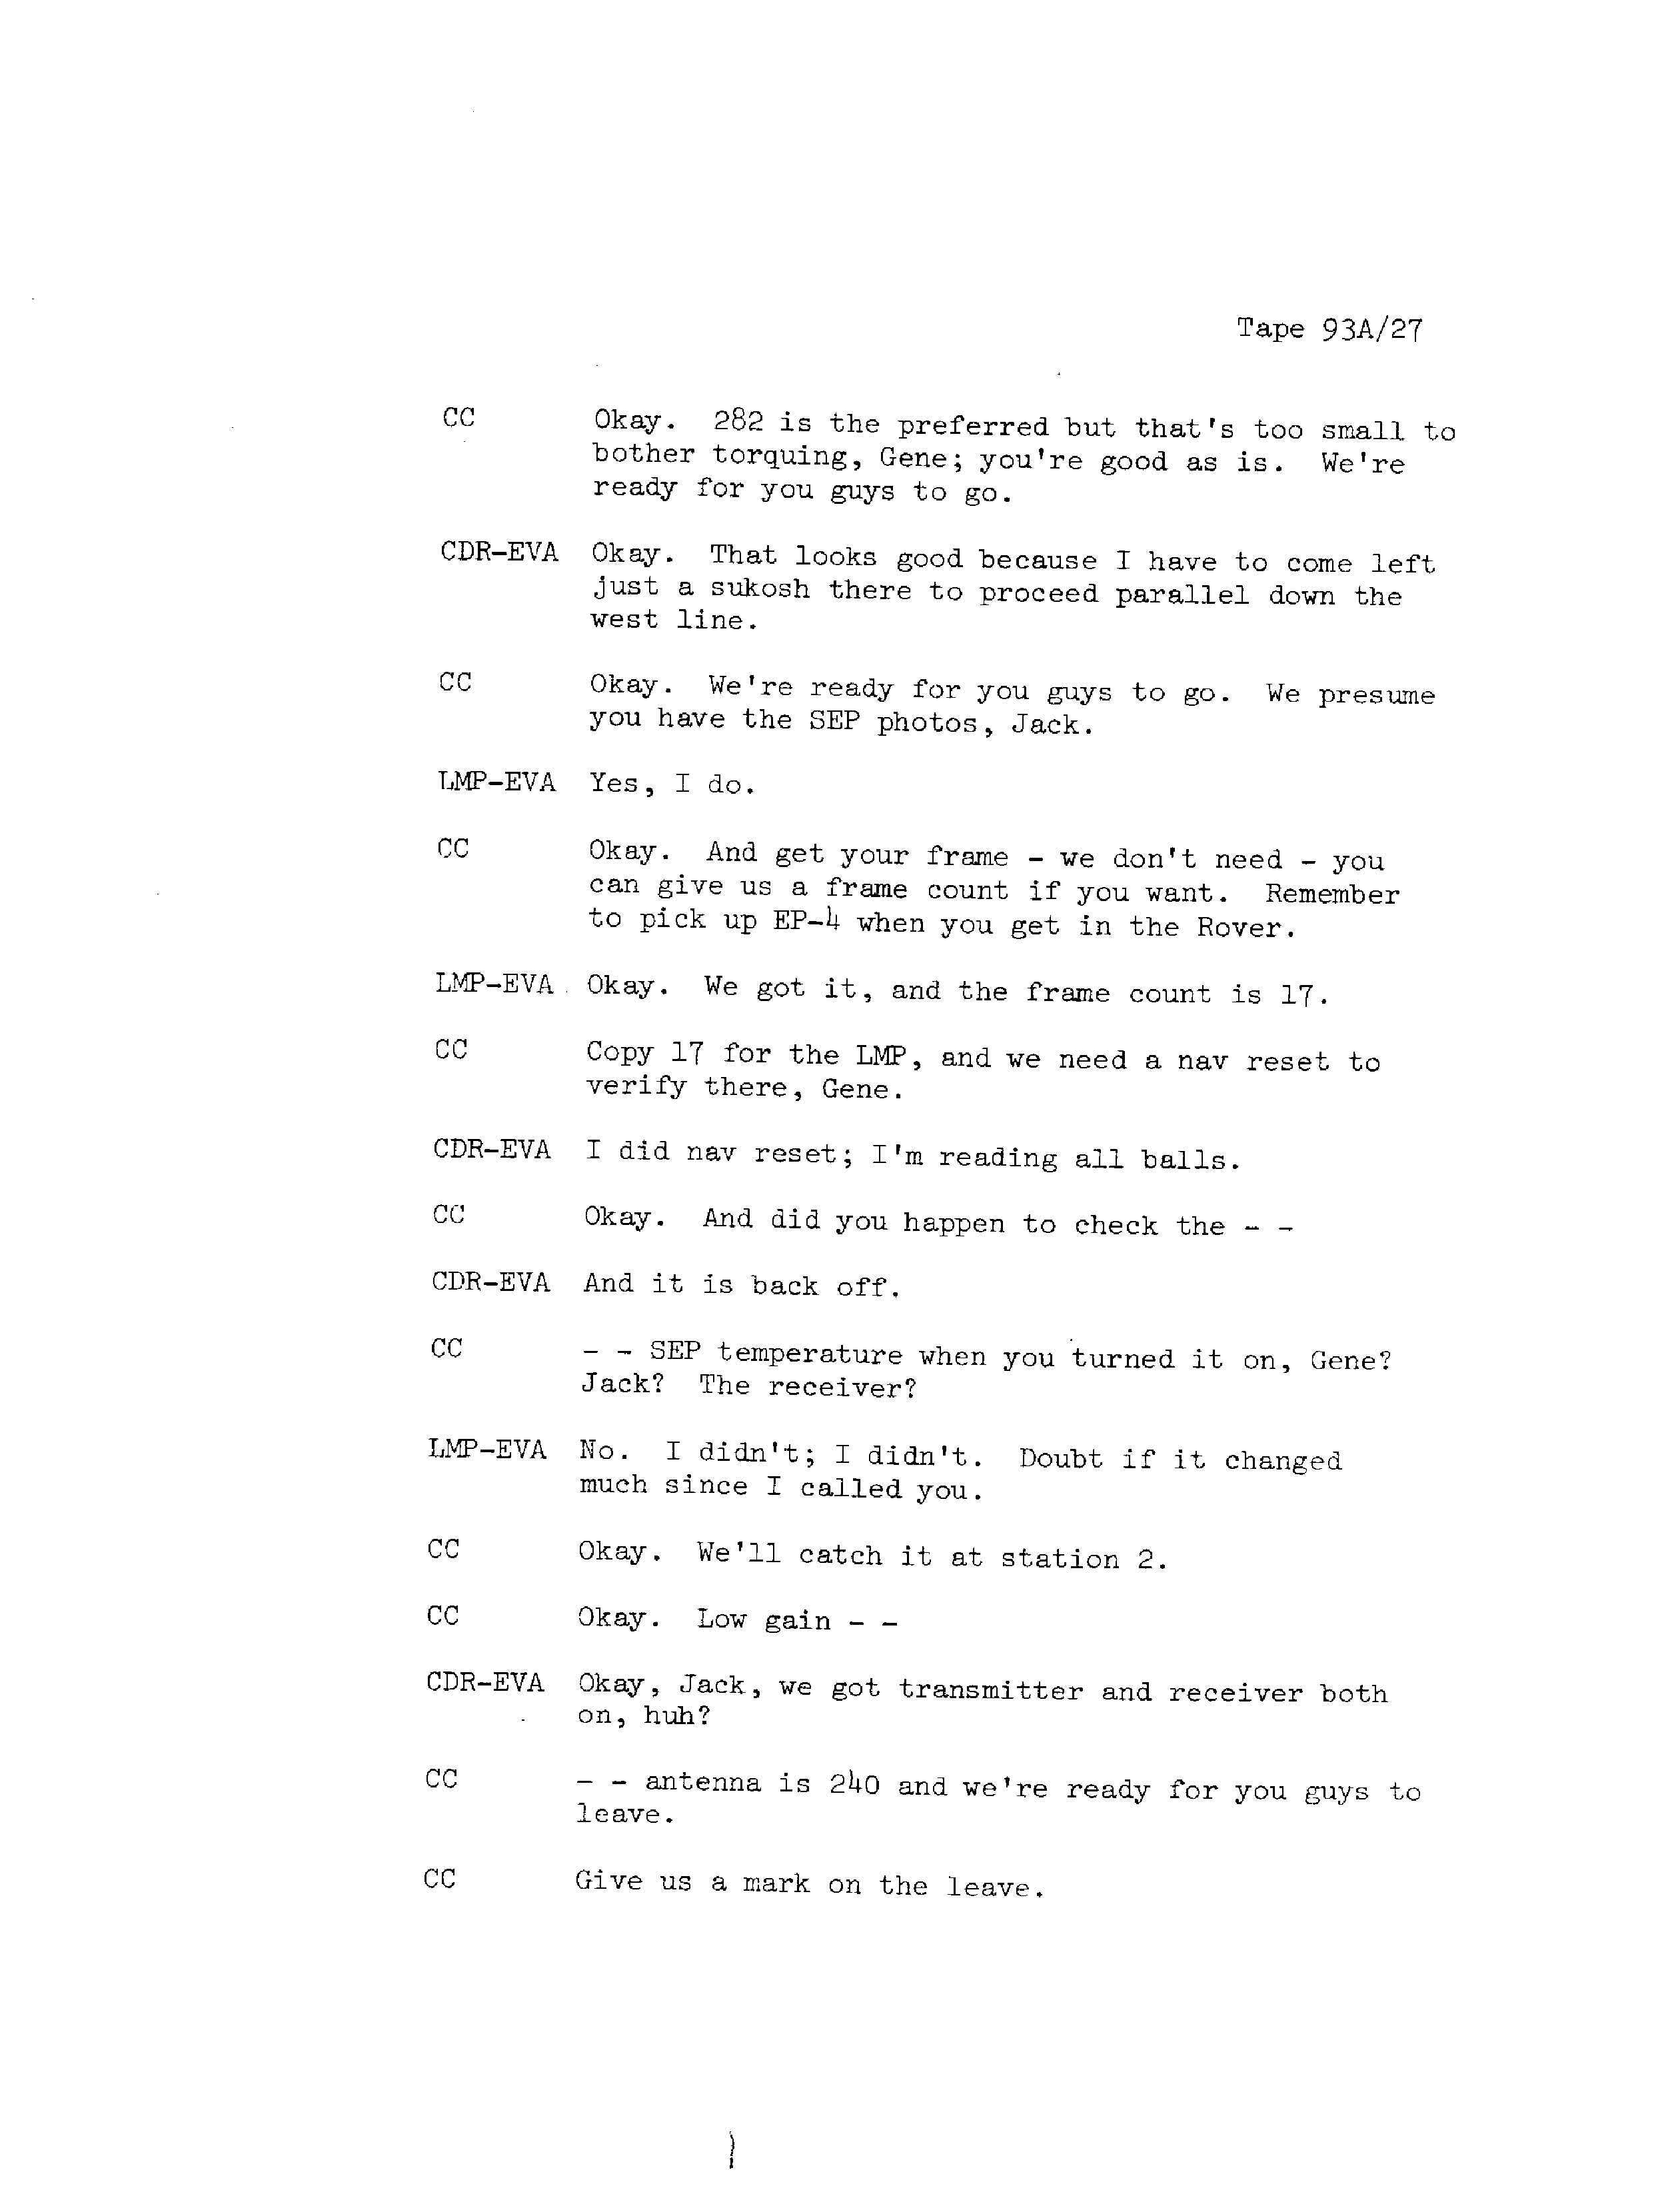 Tape 93A/27
CC Okay. 282 is the preferred but that's too small to
bother torquing, Gene; you're good as is. We're
ready for you guys to go.
CDR-EVA Okay. That looks good because I have to come left
just a sukosh there to proceed parallel down the
west line.
CC Okay. We're ready for you guys to go. We presume
you have the SEP photos, Jack.
LMP-EVA Yes, I do.
CC Okay. And get your frame - we don't need - you
can give us a frame count if you want. Remember
to pick up EP-4 when you get in the Rover.
LMP-EVA Okay. We got it, and the frame count is 17.
CC Copy 17 for the LMP, and we need a nav reset to
verify there, Gene.
CDR-EVA I did nav reset; I'm reading all balls.
CC Okay. And did you happen to check the - -
CDR-EVA And it is back off.
CC - - SEP temperature when you turned it on, Gene?
Jack? The receiver?
LMP-EVA No. I didn't; I didn't. Doubt if it changed
much since I called you.
CC Okay. We'll catch it at station 2.
CC Okay. Low gain - -
CDR-EVA Okay, Jack, we got transmitter and receiver both
on, huh?
CC - - antenna is 240 and we're ready for you guys to
leave.
CC Give us a mark on the leave.